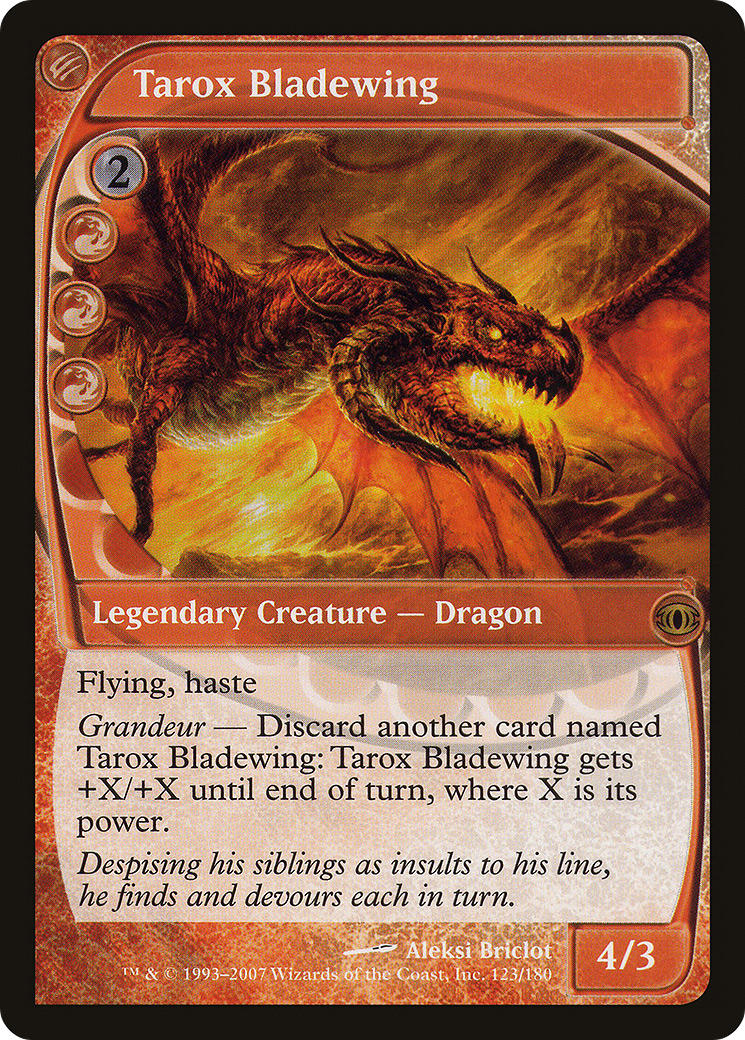 Tarox Bladewing
2
Legendary Creature — Dragon
Flying, haste
Grandeur — Discard another card named
Tarox Bladewing: Tarox Bladewing gets
+X/+X until end of turn, where X is its
power.
Despising his siblings as insults to his line,
he finds and devours each in turn.
Aleksi Briclot
4/3
™ & © 1993–2007 Wizards of the Coast, Inc. 123/180